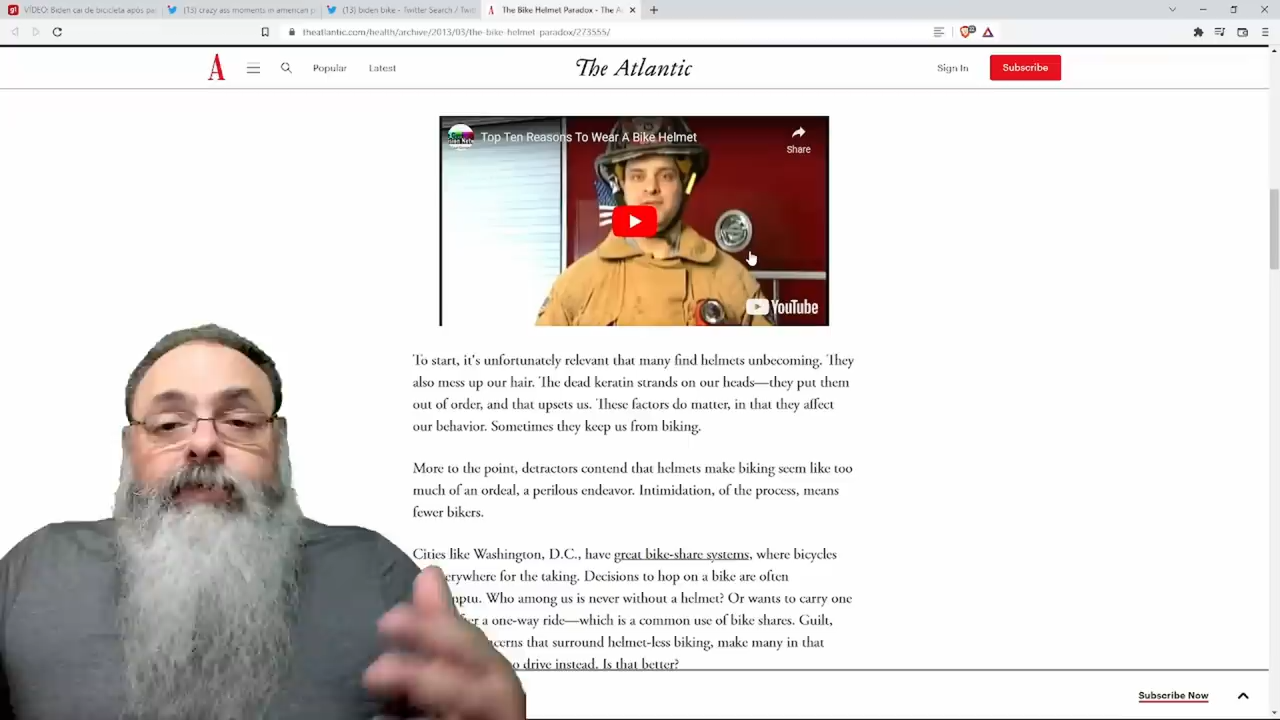 VÍDEO: Biden cai de bicicleta após pa
(13) crazy ass moments in american p
(13) biden bike - Twitter Search / Twi
The Bike Helmet Paradox - The A
theatlantic.com/health/archive/2013/03/the-bike-helmet-paradox/273555/
Popular
Latest
The Atlantic
Sign In
Subscribe
Top Ten Reasons To Wear A Bike Helmet
Share
YouTube
To start, it's unfortunately relevant that many find helmets unbecoming. They
also mess up our hair. The dead keratin strands on our heads—they put them
out of order, and that upsets us. These factors do matter, in that they affect
our behavior. Sometimes they keep us from biking.
More to the point, detractors contend that helmets make biking seem like too
much of an ordeal, a perilous endeavor. Intimidation, of the process, means
fewer bikers.
Cities like Washington, D.C., have great bike-share systems, where bicycles
for the taking. Decisions to hop on a bike are often
Who among us is never without a helmet? Or wants to carry one
a one-way ride—which is a common use of bike shares. Guilt,
that surround helmet-less biking, make many in that
drive instead. Is that better?
Subscribe Now